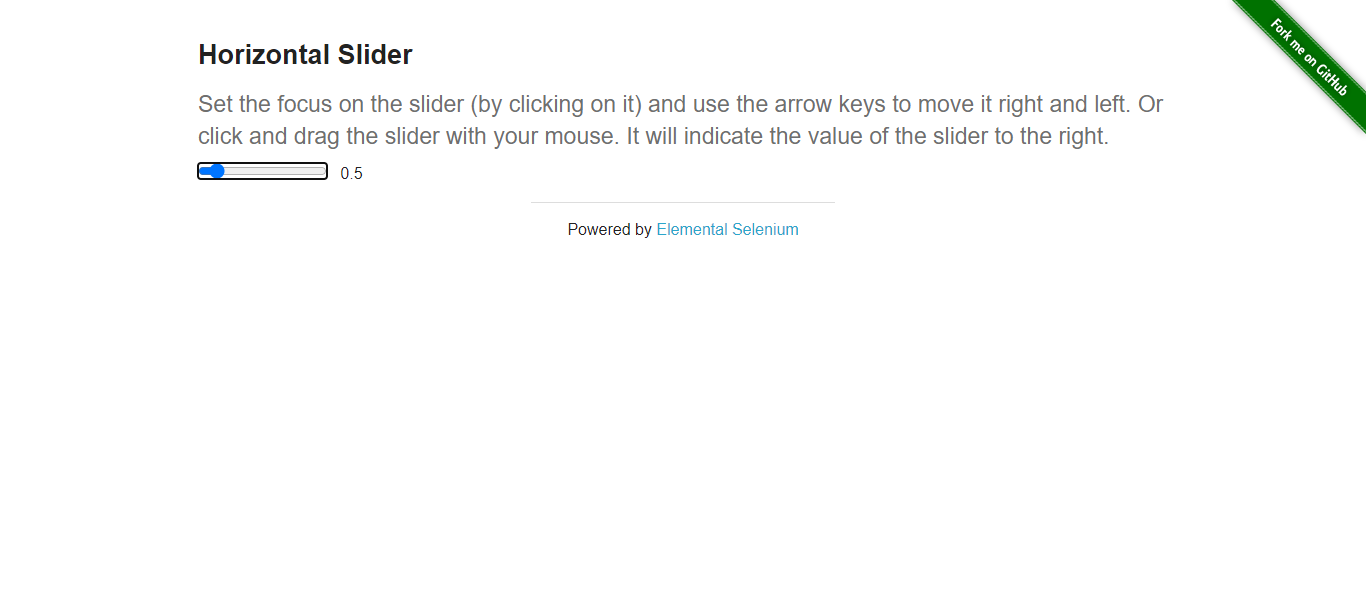 Fork me on GitHub
Horizontal Slider
Set the focus on the slider (by clicking on it) and use the arrow keys to move it right and left. Or
click and drag the slider with your mouse. It will indicate the value of the slider to the right.
0.5
Powered by Elemental Selenium